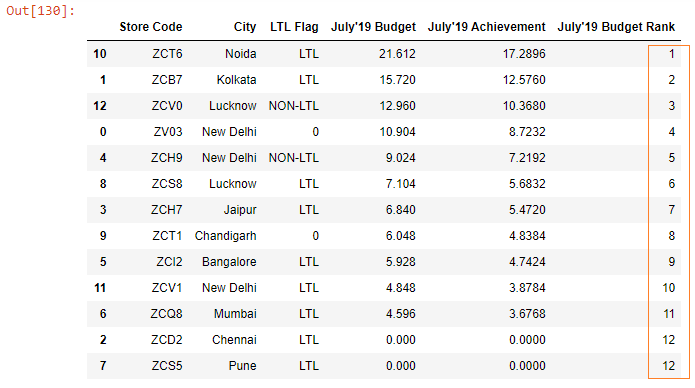 Out[130]:
Store Code City LTL Flag July'19 Budget July'19 Achievement July'19 Budget Rank
10 ZCT6 Noida LTL 21.612 17.2896 1
1 ZCB7 Kolkata LTL 15.720 12.5760 2
12 ZCV0 Lucknow NON-LTL 12.960 10.3680 3
0 ZV03 New Delhi 0 10.904 8.7232 4
4 ZCH9 New Delhi NON-LTL 9.024 7.2192 5
8 ZCS8 Lucknow LTL 7.104 5.6832 6
3 ZCH7 Jaipur LTL 6.840 5.4720 7
9 ZCT1 Chandigarh 0 6.048 4.8384 8
5 ZCI2 Bangalore LTL 5.928 4.7424 9
11 ZCV1 New Delhi LTL 4.848 3.8784 10
6 ZCQ8 Mumbai LTL 4.596 3.6768 11
2 ZCD2 Chennai LTL 0.000 0.0000 12
7 ZCS5 Pune LTL 0.000 0.0000 12